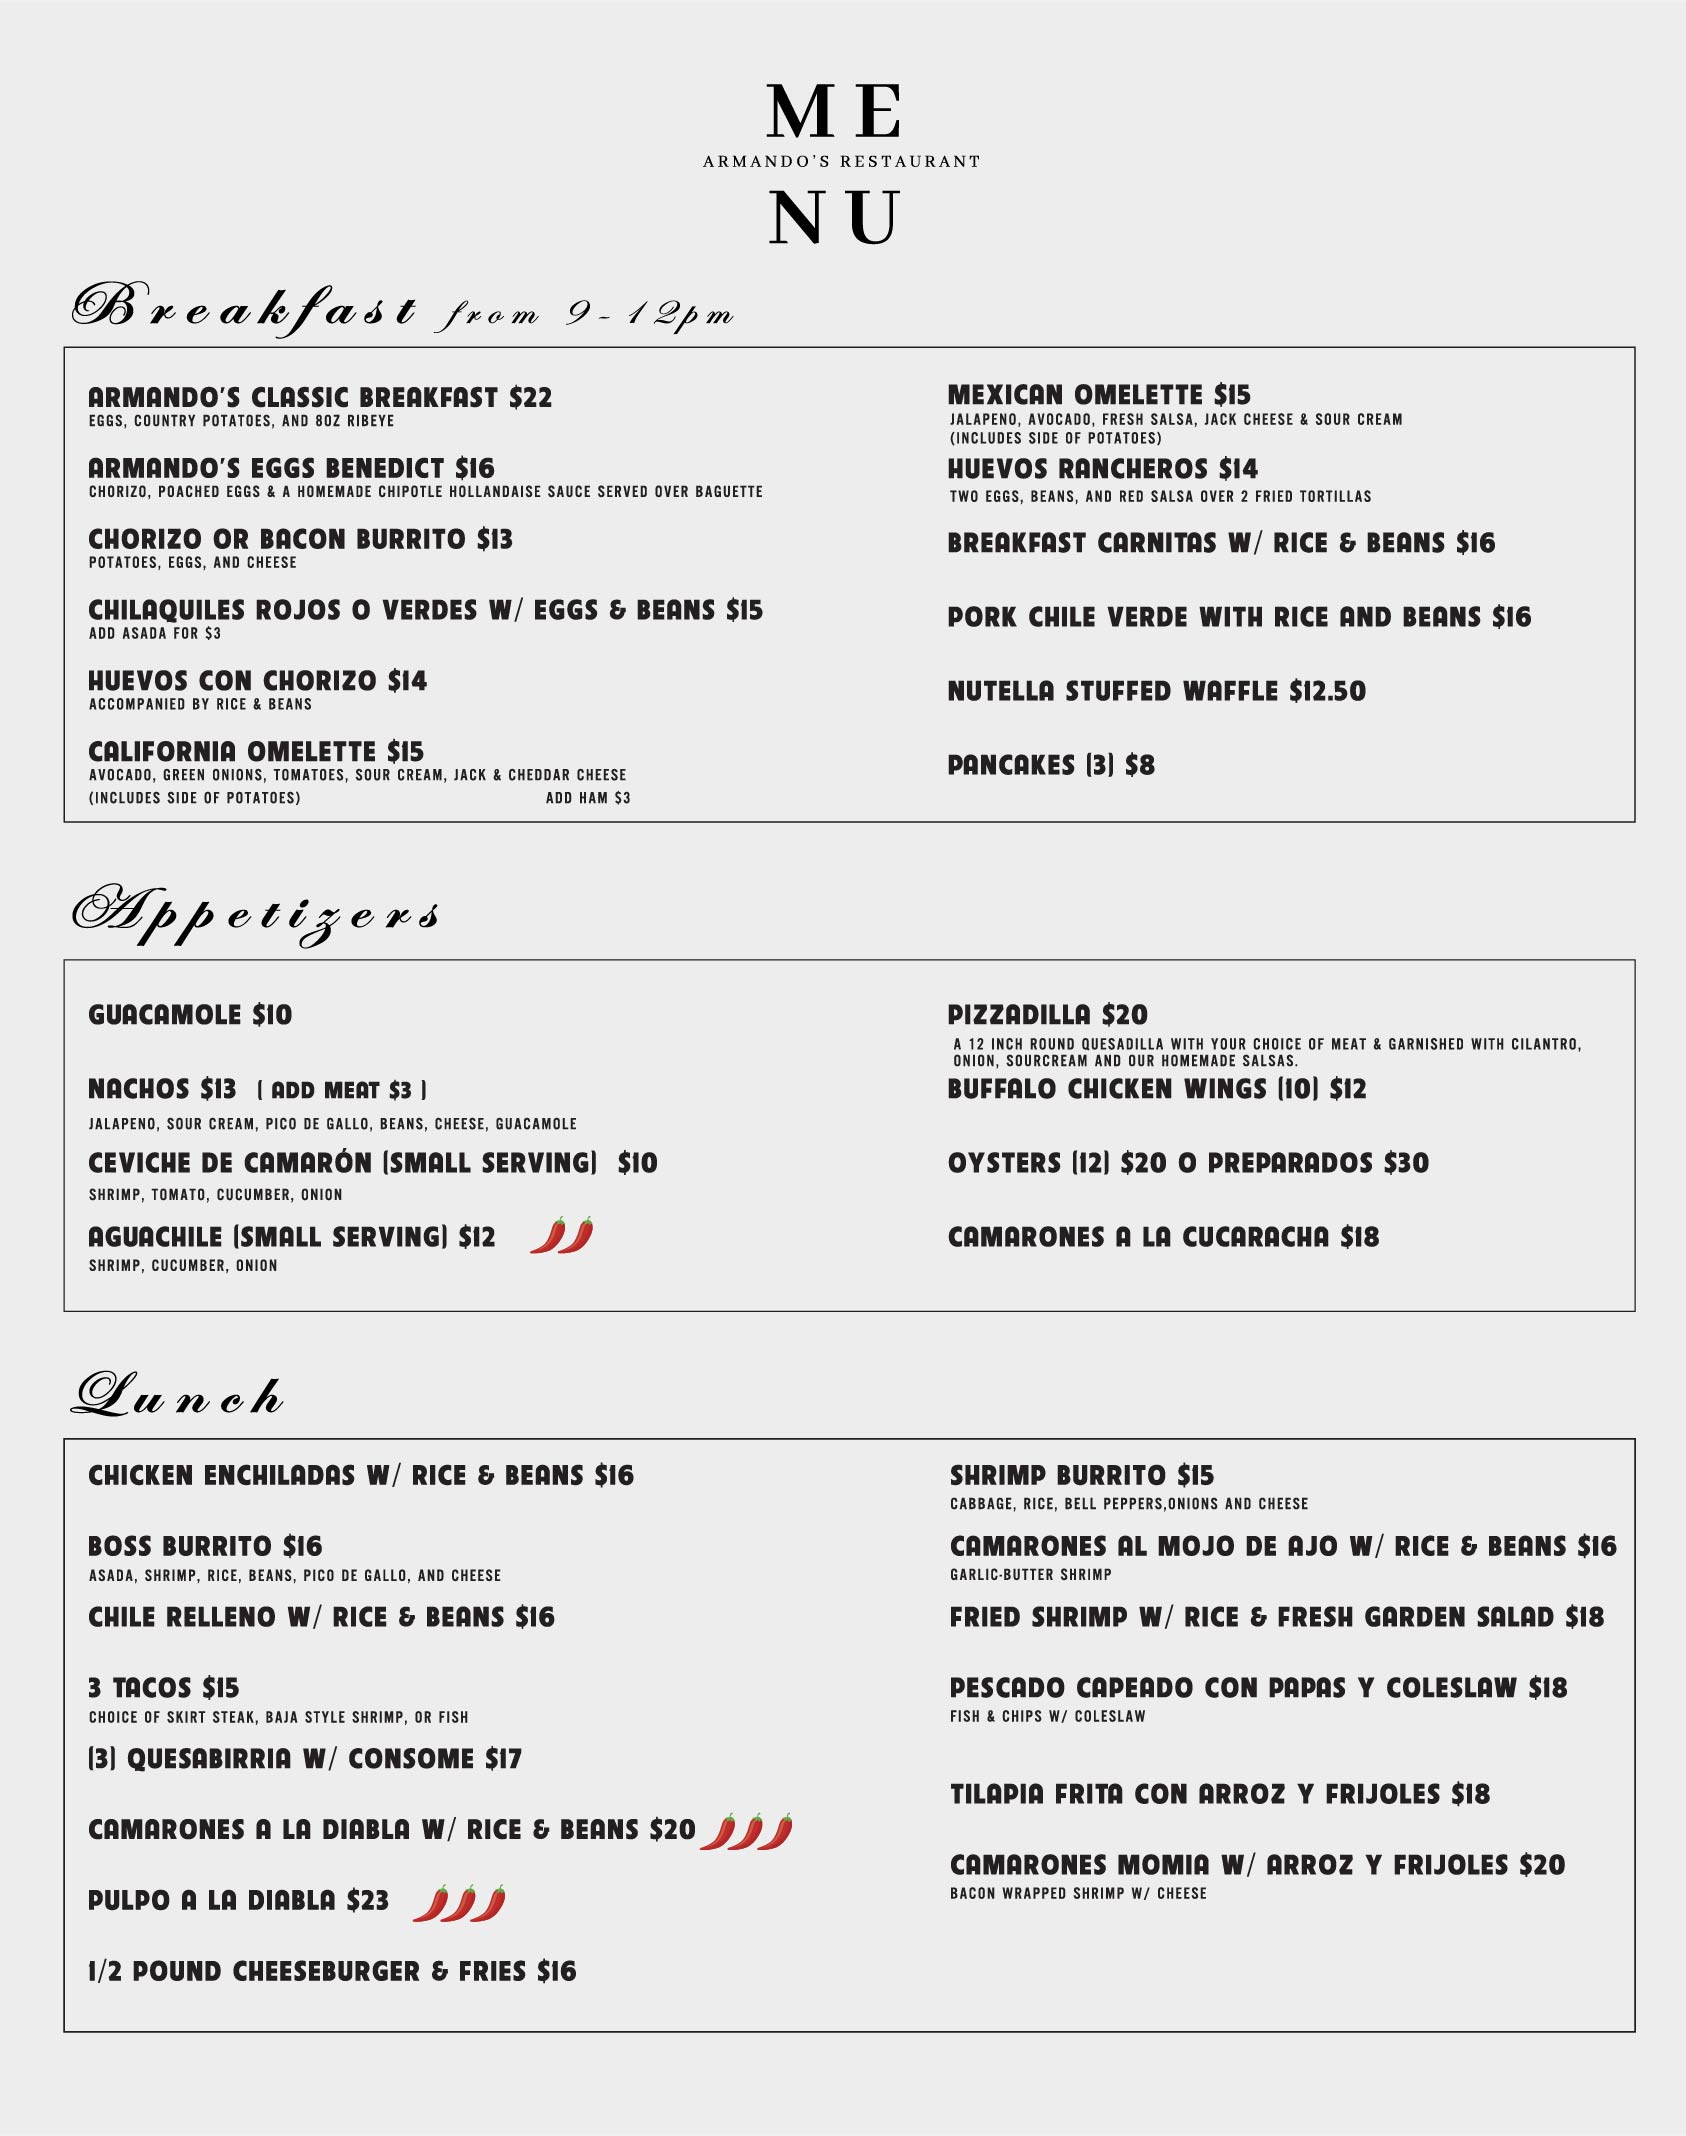 ME
ARMANDO'S RESTAURANT
NU
Breakfast from 9-12pm
ARMANDO'S CLASSIC BREAKFAST $22
EGGS, COUNTRY POTATOES, AND 8OZ RIBEYE
ARMANDO'S EGGS BENEDICT $16
CHORIZO, POACHED EGGS & A HOMEMADE CHIPOTLE HOLLANDAISE SAUCE SERVED OVER BAGUETTE
CHORIZO OR BACON BURRITO $13
POTATOES, EGGS, AND CHEESE
CHILAQUILES ROJOS O VERDES W/ EGGS & BEANS $15
ADD ASADA FOR $3
HUEVOS CON CHORIZO $14
ACCOMPANIED BY RICE & BEANS
CALIFORNIA OMELETTE $15
AVOCADO, GREEN ONIONS, TOMATOES, SOUR CREAM, JACK & CHEDDAR CHEESE
(INCLUDES SIDE OF POTATOES) ADD HAM $3
MEXICAN OMELETTE $15
JALAPENO, AVOCADO, FRESH SALSA, JACK CHEESE & SOUR CREAM
(INCLUDES SIDE OF POTATOES)
HUEVOS RANCHEROS $14
TWO EGGS, BEANS, AND RED SALSA OVER 2 FRIED TORTILLAS
BREAKFAST CARNITAS W/ RICE & BEANS $16
PORK CHILE VERDE WITH RICE AND BEANS $16
NUTELLA STUFFED WAFFLE $12.50
PANCAKES (3) $8
Appetizers
GUACAMOLE $10
NACHOS $13 ( ADD MEAT $3 )
JALAPENO, SOUR CREAM, PICO DE GALLO, BEANS, CHEESE, GUACAMOLE
CEVICHE DE CAMARÓN (SMALL SERVING) $10
SHRIMP, TOMATO, CUCUMBER, ONION
AGUACHILE (SMALL SERVING) $12
SHRIMP, CUCUMBER, ONION
PIZZADILLA $20
A 12 INCH ROUND QUESADILLA WITH YOUR CHOICE OF MEAT & GARNISHED WITH CILANTRO,
ONION, SOURCREAM AND OUR HOMEMADE SALSAS.
BUFFALO CHICKEN WINGS (10) $12
OYSTERS (12) $20 O PREPARADOS $30
CAMARONES A LA CUCARACHA $18
Lunch
CHICKEN ENCHILADAS W/ RICE & BEANS $16
BOSS BURRITO $16
ASADA, SHRIMP, RICE, BEANS, PICO DE GALLO, AND CHEESE
CHILE RELLENO W/ RICE & BEANS $16
3 TACOS $15
CHOICE OF SKIRT STEAK, BAJA STYLE SHRIMP, OR FISH
(3) QUESABIRRIA W/ CONSOME $17
CAMARONES A LA DIABLA W/ RICE & BEANS $20
PULPO A LA DIABLA $23
1/2 POUND CHEESEBURGER & FRIES $16
SHRIMP BURRITO $15
CABBAGE, RICE, BELL PEPPERS,ONIONS AND CHEESE
CAMARONES AL MOJO DE AJO W/ RICE & BEANS $16
GARLIC-BUTTER SHRIMP
FRIED SHRIMP W/ RICE & FRESH GARDEN SALAD $18
PESCADO CAPEADO CON PAPAS Y COLESLAW $18
FISH & CHIPS W/ COLESLAW
TILAPIA FRITA CON ARROZ Y FRIJOLES $18
CAMARONES MOMIA W/ ARROZ Y FRIJOLES $20
BACON WRAPPED SHRIMP W/ CHEESE